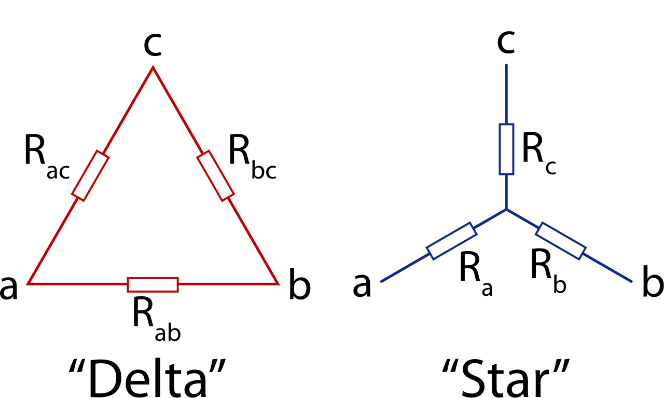 c
R_ac
R_bc
a
b
R_ab
“Delta”
c
R_c
a
R_a
R_b
b
“Star”